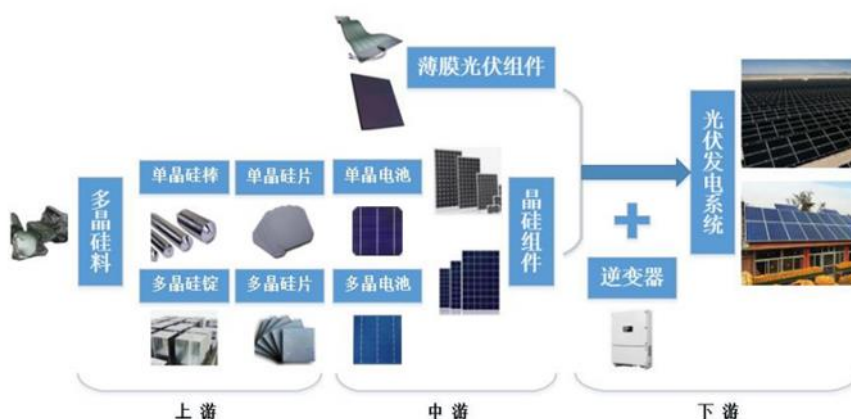 薄膜光伏组件
多晶硅料
单晶硅棒
单晶硅片
单晶电池
多晶硅锭
多晶硅片
多晶电池
晶硅组件
逆变器
光伏发电系统
上游
中游
下游